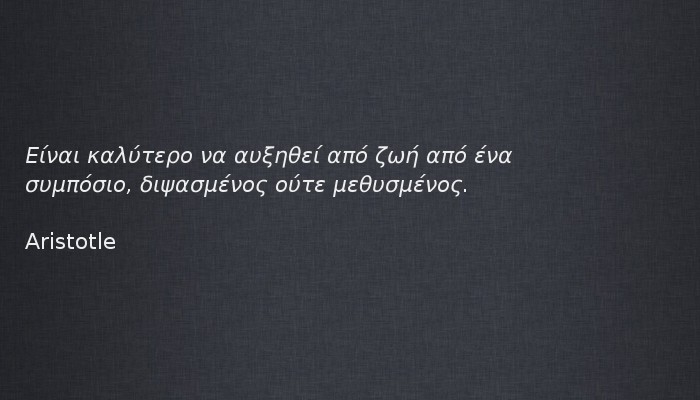 Είναι καλύτερο να αυξηθεί από ζωή από ένα
συμπόσιο, διψασμένος ούτε μεθυσμένος.
Aristotle